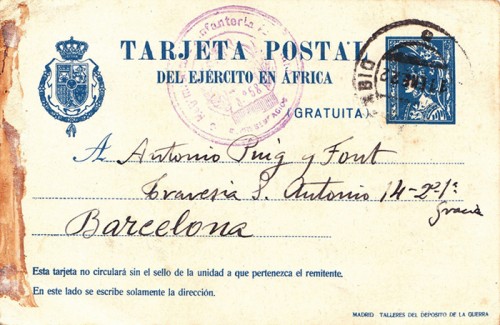 TARJETA POSTAL
DEL EJÉRCITO EN ÁFRICA
(GRATUITA)
A Antonio Puig y Font
Travesia S. Antonio 14-2º/1ª
Gracia
Barcelona
Esta tarjeta no circulará sin el sello de la unidad a que pertenezca el remitente.
En este lado se escribe solamente la dirección.
MADRID TALLERES DEL DEPÓSITO DE LA GUERRA